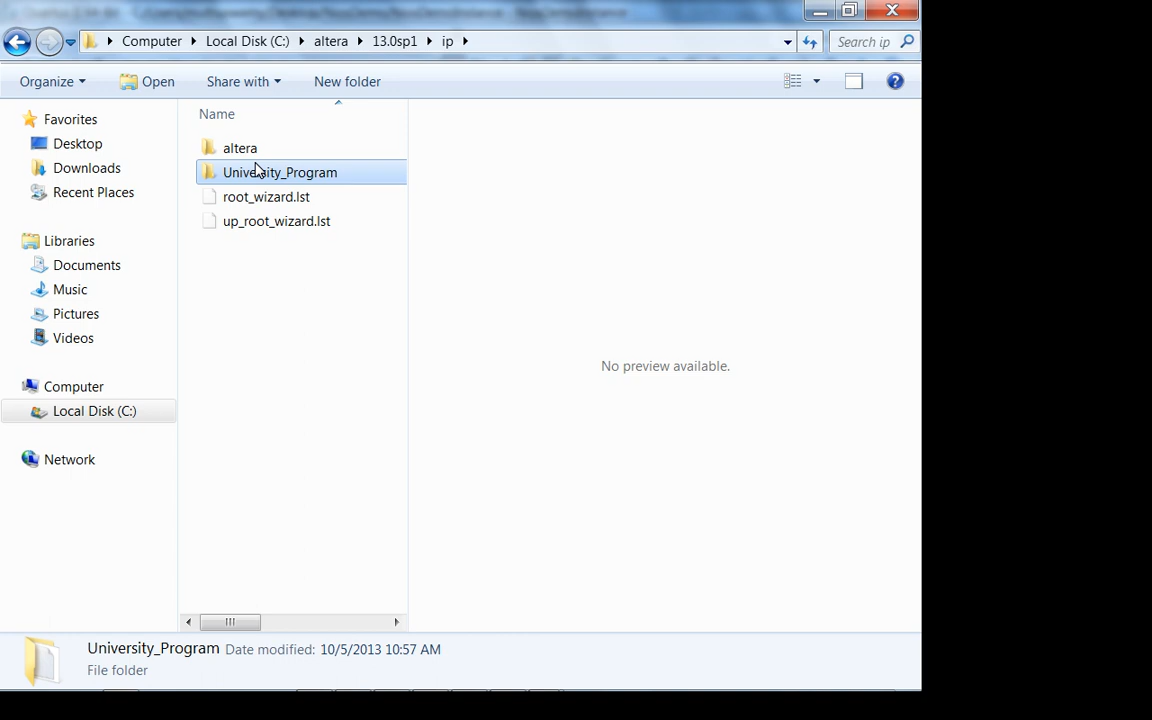 Computer Local Disk (C:) altera 13.0sp1 ip
Search ip
Organize Open Share with New folder
Favorites
Desktop
Downloads
Recent Places
Libraries
Documents
Music
Pictures
Videos
Computer
Local Disk (C:)
Network
Name
altera
University_Program
root_wizard.lst
up_root_wizard.lst
No preview available.
University_Program Date modified: 10/5/2013 10:57 AM
File folder